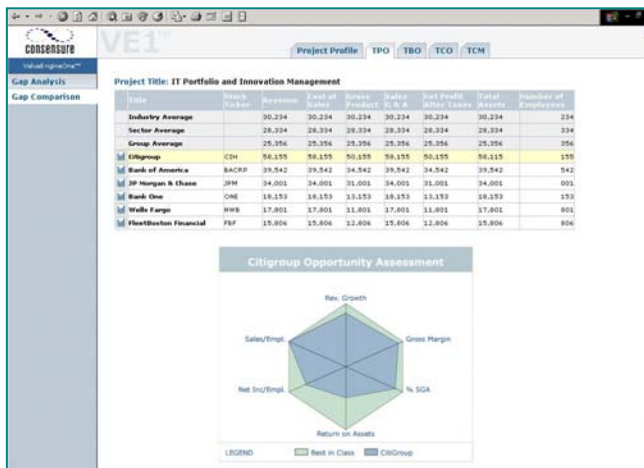 consensure
VE1™
Project Profile TPO TBO TCO TCM
ValueEngineOne™
Gap Analysis
Gap Comparison
Project Title: IT Portfolio and Innovation Management
Title Stock Ticker Revenue Cost of Sales Gross Product Sales G & A Net Profit After Taxes Total Assets Number of Employees
Industry Average 30,234 30,234 30,234 30,234 30,234 30,234 234
Sector Average 28,334 28,334 28,334 28,334 28,334 28,334 334
Group Average 25,356 25,356 25,356 25,356 25,356 25,356 356
Citigroup 58,155 58,155 50,155 58,155 50,155 58,115 155
Bank of America BACRP 39,542 39,542 34,542 39,542 34,542 39,542 542
JP Morgan & Chase JPM 34,001 34,001 31,001 34,001 31,001 34,001 001
Bank One ONE 18,153 18,153 13,153 18,153 13,153 18,153 153
Wells Fargo 17,801 17,801 11,801 17,801 11,801 17,801 801
FleetBoston Financial FBF 15,806 15,806 12,806 15,806 12,806 15,806 806
Citigroup Opportunity Assessment
Rev. Growth
Sales/Empl. Gross Margin
Net Inc/Empl. % SGA
Return on Assets
LEGEND Best in Class CitiGroup